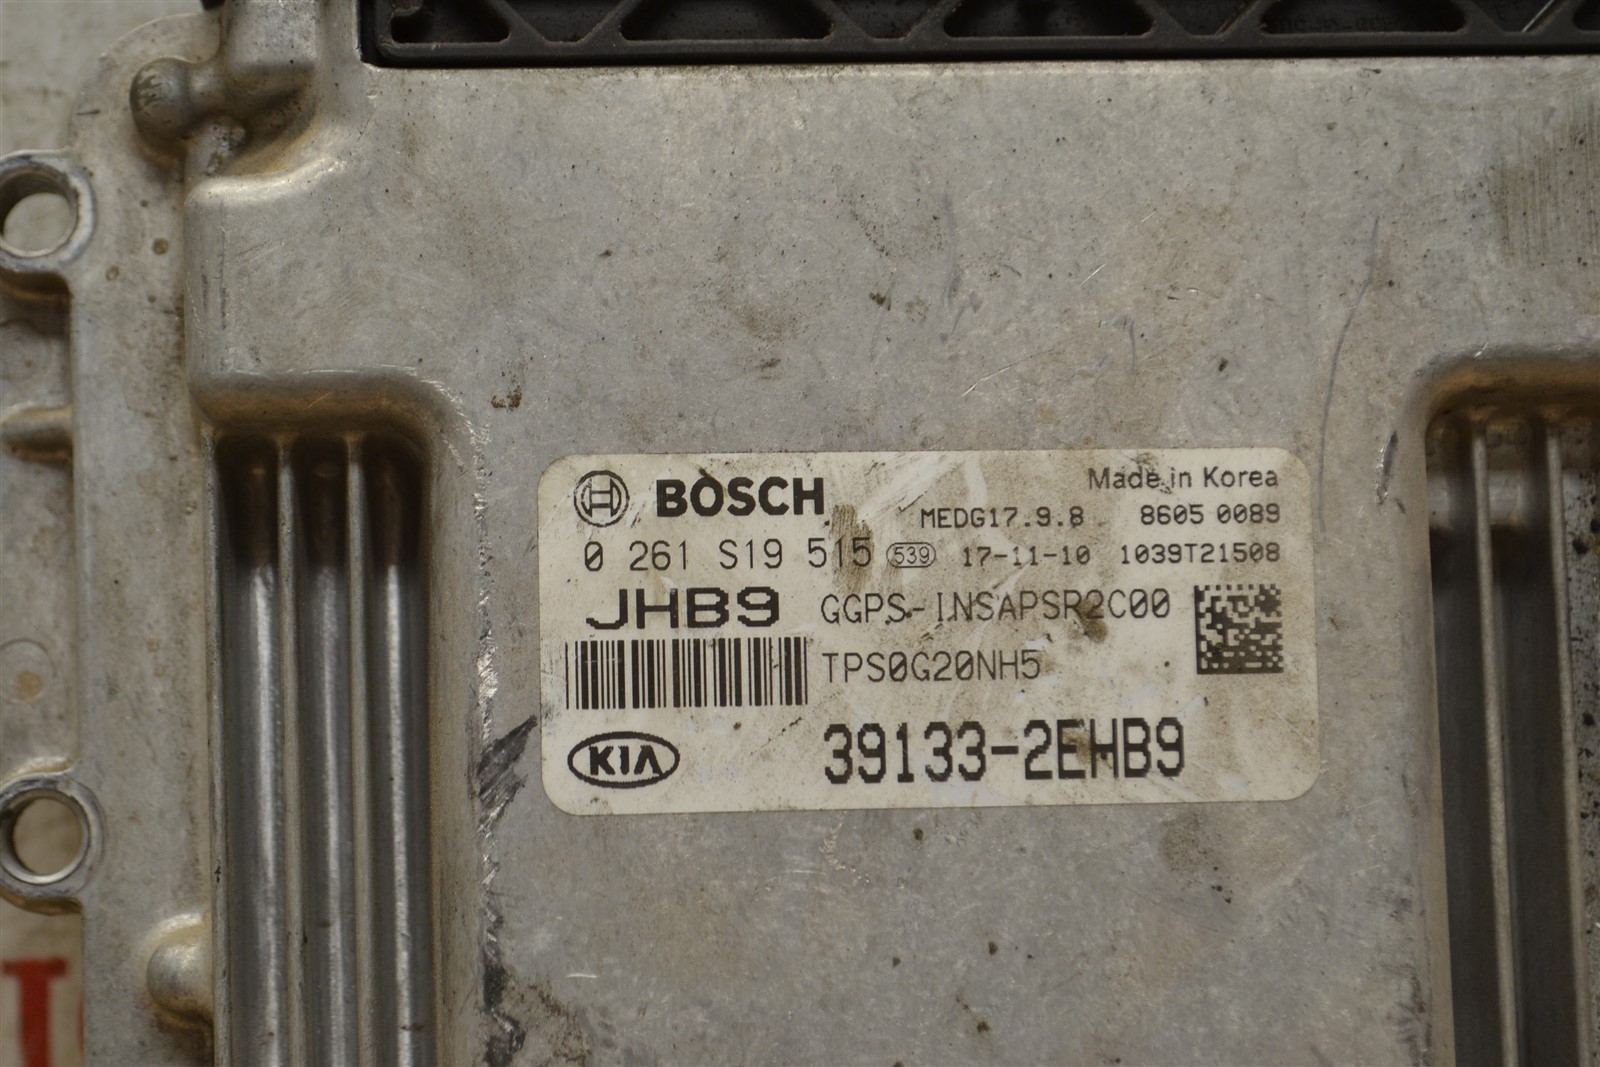 BOSCH
Made in Korea
MEDG17.9.8 8605 0089
0 261 S19 515 539 17-11-10 1039T21508
JHB9 GGPS-INSAPSR2C00
TPS0G20NH5
KIA 39133-2EHB9